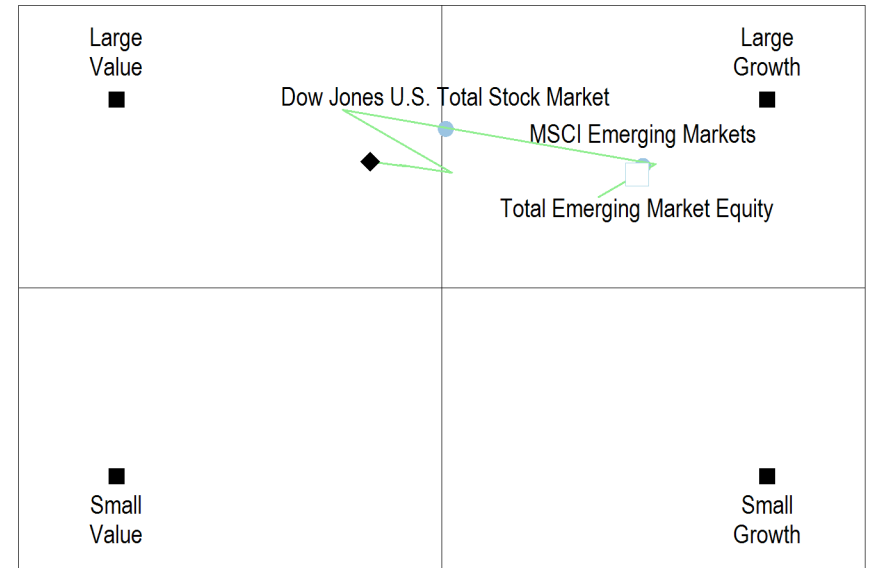 Large
Value
Large
Growth
Dow Jones U.S. Total Stock Market
MSCI Emerging Markets
Total Emerging Market Equity
Small
Value
Small
Growth